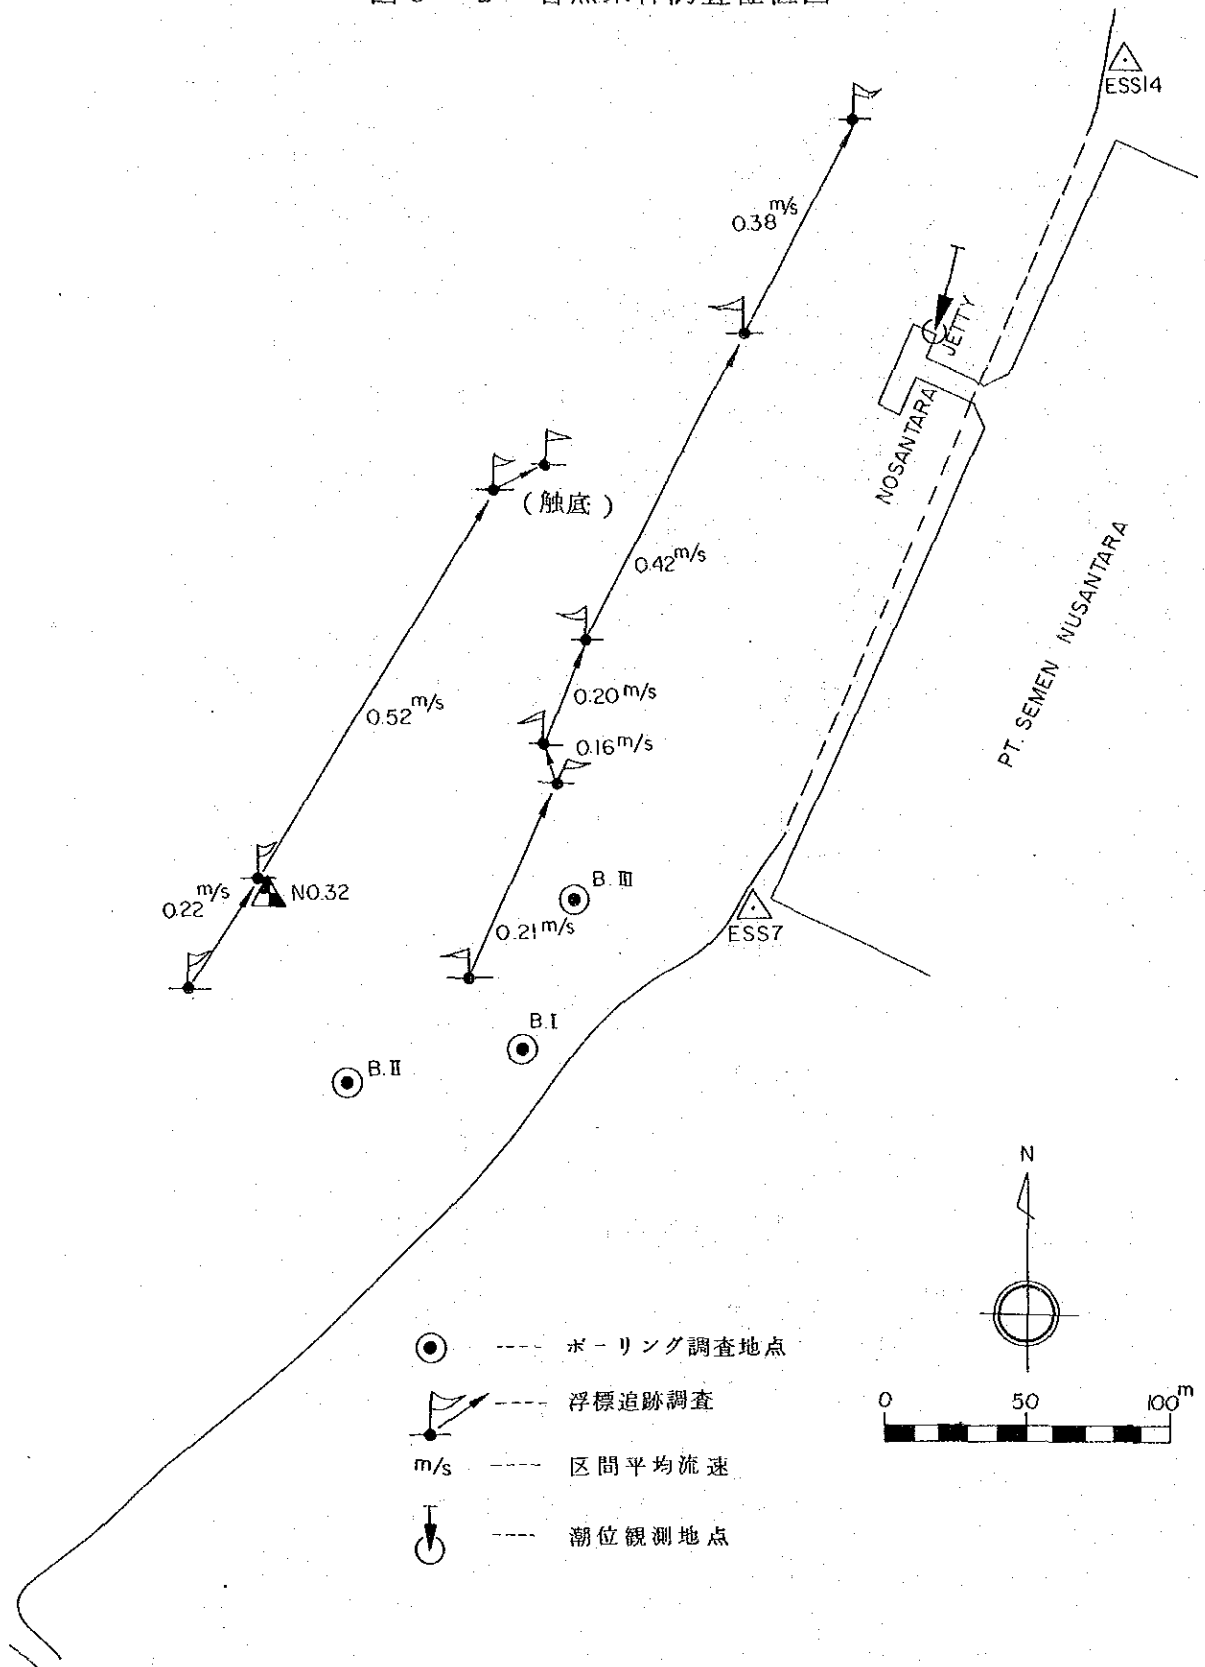 ESS14
0.38 m/s
JETTY
NOSANTARA
(触底)
0.42 m/s
PT. SEMEN NUSANTARA
0.52 m/s
0.20 m/s
0.16 m/s
0.22 m/s
NO.32
B.Ⅲ
0.21 m/s
ESS7
B.I
B.Ⅱ
N
---- ボーリング調査地点
---- 浮標追跡調査
0 50 100 m
m/s ---- 区間平均流速
---- 潮位観測地点